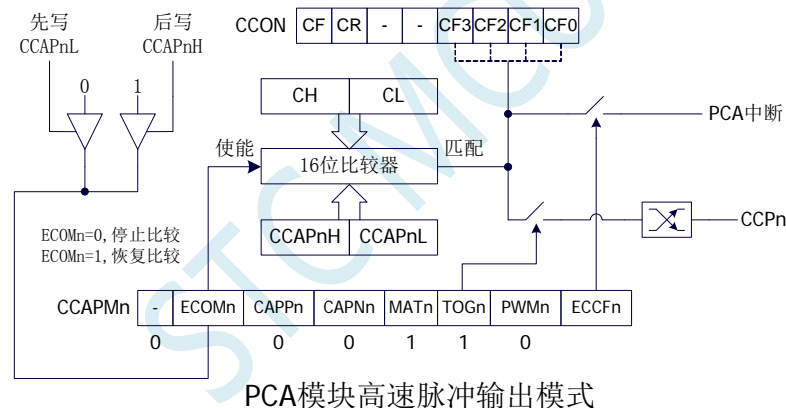 先写 后写
CCAPnL CCAPnH
CCON CF CR - - CF3 CF2 CF1 CF0
0 1
CH CL
PCA中断
使能 16位比较器 匹配
CCPn
CCAPnH CCAPnL
ECOMn=0,停止比较
ECOMn=1,恢复比较
CCAPMn - ECOMn CAPPn CAPNn MATn TOGn PWMn ECCFn
0 0 0 1 1 0
PCA模块高速脉冲输出模式
STC MCU